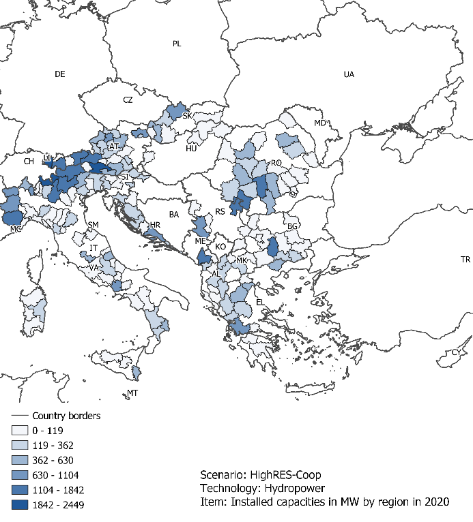 PL
DE
UA
CZ
SK
MD
AT
HU
CH
RO
RS
BA
HR
MC
SM
BG
ME
KO
IT
VA
MK
AL
TR
EL
CY
MT
Country borders
0 - 119
119 - 362
362 - 630
630 - 1104
1104 - 1842
1842 - 2449
Scenario: HighRES-Coop
Technology: Hydropower
Item: Installed capacities in MW by region in 2020